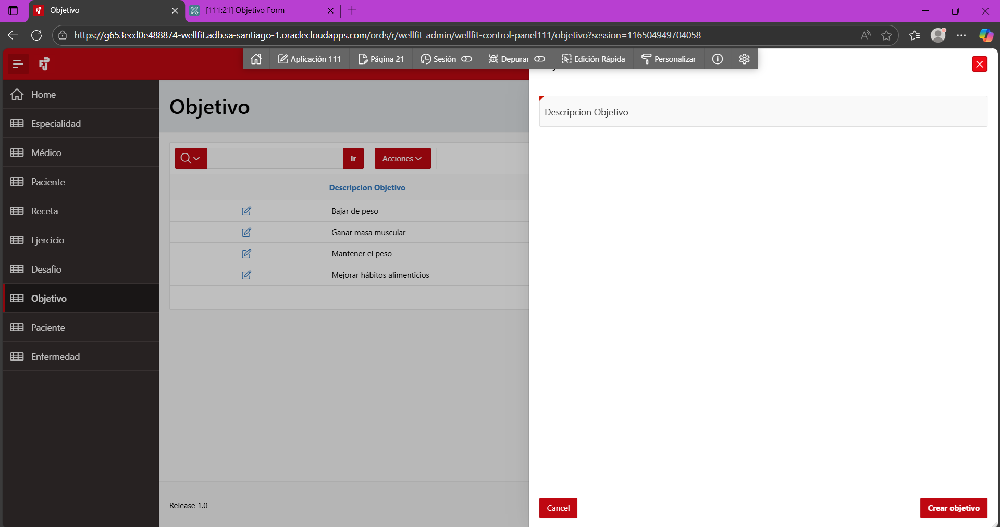 Objetivo
[111:21] Objetivo Form
https://g653ecd0e488874-wellfit.adb.sa-santiago-1.oraclecloudapps.com/ords/r/wellfit_admin/wellfit-control-panel111/objetivo?session=116504949704058
Aplicación 111
Página 21
Sesión
Depurar
Edición Rápida
Personalizar
Home
Especialidad
Médico
Paciente
Receta
Ejercicio
Desafio
Objetivo
Paciente
Enfermedad
Objetivo
Ir
Acciones
Descripcion Objetivo
Bajar de peso
Ganar masa muscular
Mantener el peso
Mejorar hábitos alimenticios
Release 1.0
Descripcion Objetivo
Cancel
Crear objetivo